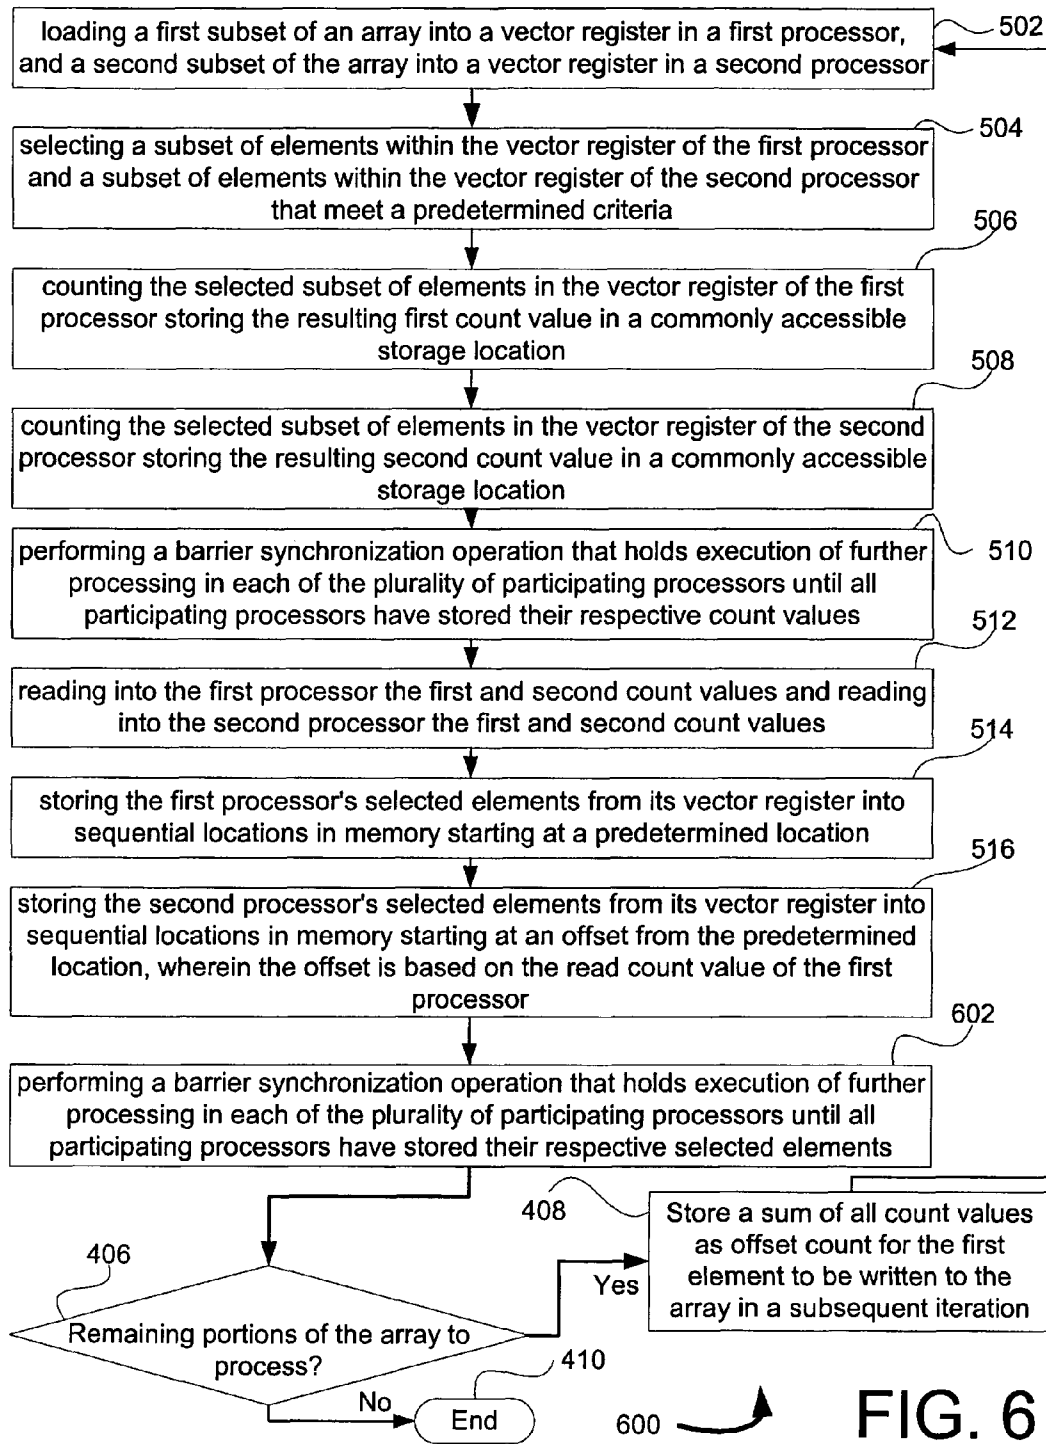 loading a first subset of an array into a vector register in a first processor,
and a second subset of the array into a vector register in a second processor
502
selecting a subset of elements within the vector register of the first processor
and a subset of elements within the vector register of the second processor
that meet a predetermined criteria
504
506
counting the selected subset of elements in the vector register of the first
processor storing the resulting first count value in a commonly accessible
storage location
508
counting the selected subset of elements in the vector register of the second
processor storing the resulting second count value in a commonly accessible
storage location
performing a barrier synchronization operation that holds execution of further
processing in each of the plurality of participating processors until all
participating processors have stored their respective count values
510
512
reading into the first processor the first and second count values and reading
into the second processor the first and second count values
514
storing the first processor's selected elements from its vector register into
sequential locations in memory starting at a predetermined location
516
storing the second processor's selected elements from its vector register into
sequential locations in memory starting at an offset from the predetermined
location, wherein the offset is based on the read count value of the first
processor
602
performing a barrier synchronization operation that holds execution of further
processing in each of the plurality of participating processors until all
participating processors have stored their respective selected elements
408
Store a sum of all count values
as offset count for the first
element to be written to the
array in a subsequent iteration
406
Yes
Remaining portions of the array to
process?
410
No
End
600
FIG. 6